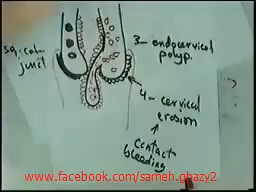 sq.col.
junct
3- endocervical
polyp.
4- cervical
erosion
contact
bleeding
www.facebook.com/sameh.ghazy2